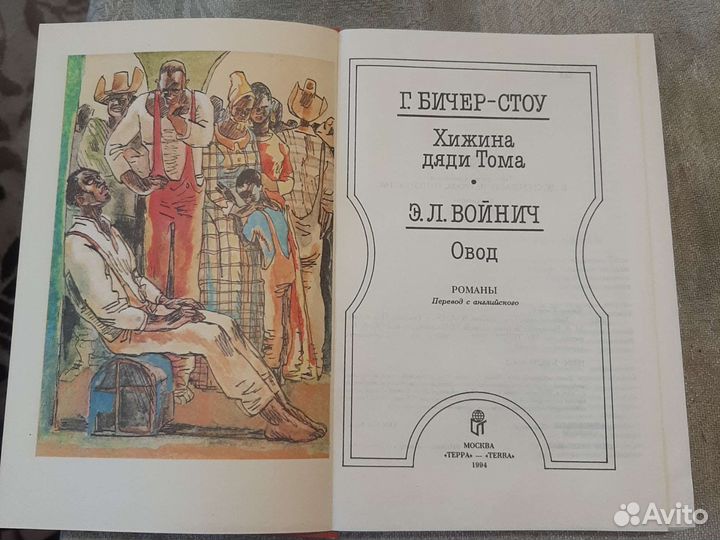 Г. БИЧЕР-СТОУ
Хижина
дяди Тома
•
Э. Л. ВОЙНИЧ
Овод
РОМАНЫ
Перевод с английского
МОСКВА
«ТЕРРА» — «TERRA»
1994
Avito